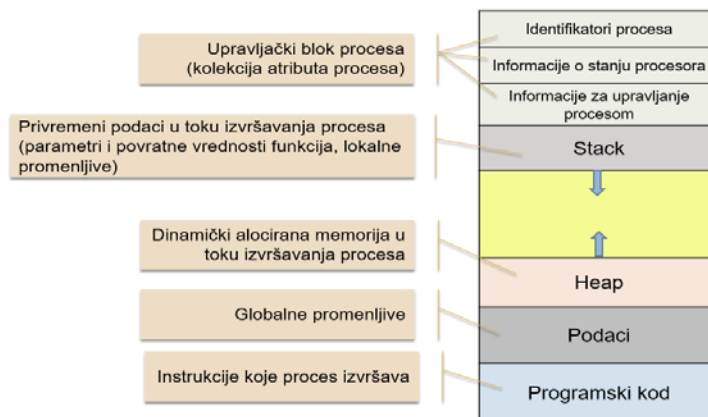 Identifikatori procesa
Upravljački blok procesa
(kolekcija atributa procesa)
Informacije o stanju procesora
Informacije za upravljanje
procesom
Privremeni podaci u toku izvršavanja procesa
(parametri i povratne vrednosti funkcija, lokalne
promenljive)
Stack
Dinamički alocirana memorija u
toku izvršavanja procesa
Heap
Globalne promenljive
Podaci
Instrukcije koje proces izvršava
Programski kod